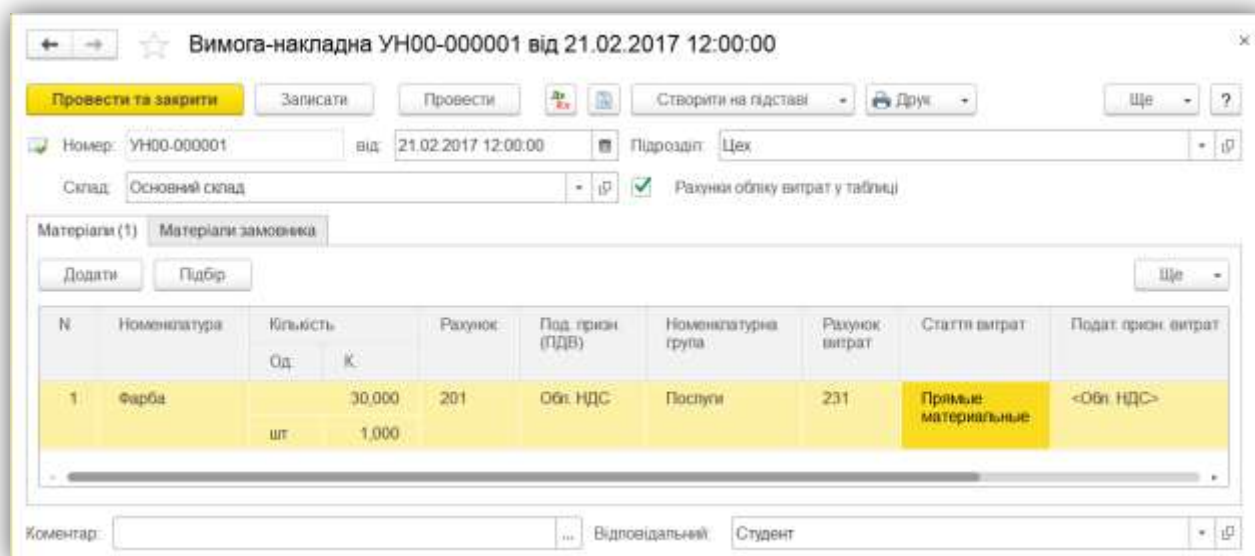 Вимога-накладна УН00-000001 від 21.02.2017 12:00:00
Провести та закрити Записати Провести Дт Кт Створити на підставі Друк Ще ?
Номер: УН00-000001 від: 21.02.2017 12:00:00 Підрозділ: Цех
Склад: Основний склад Рахунки обліку витрат у таблиці
Матеріали (1) Матеріали замовника
Додати Підбір Ще
N Номенклатура Кількість Рахунок Под. призн. (ПДВ) Номенклатурна група Рахунок витрат Стаття витрат Подат. призн. витрат
Од. К.
1 Фарба 30,000 201 Обл. НДС Послуги 231 Прямые материальные <Обл. НДС>
шт 1,000
Коментар: ... Відповідальний: Студент